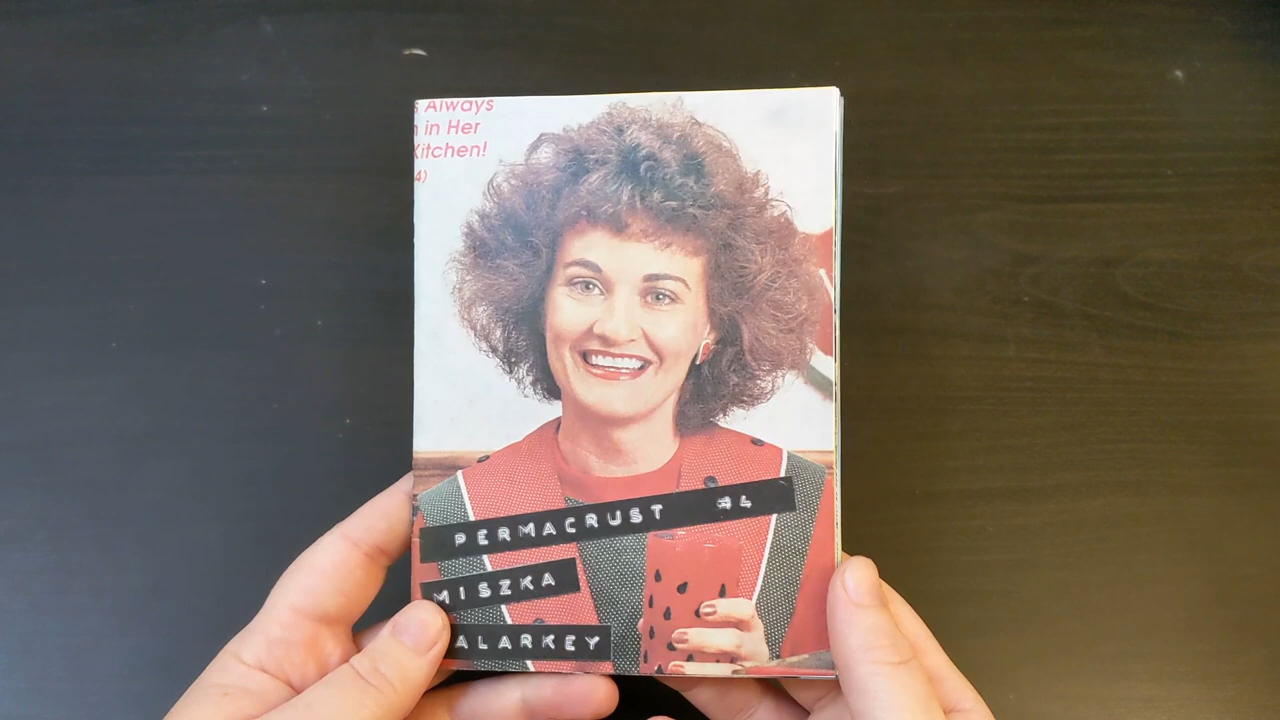 s Always
n in Her
Kitchen!
4)
PERMACRUST #4
MISZKA
ALARKEY